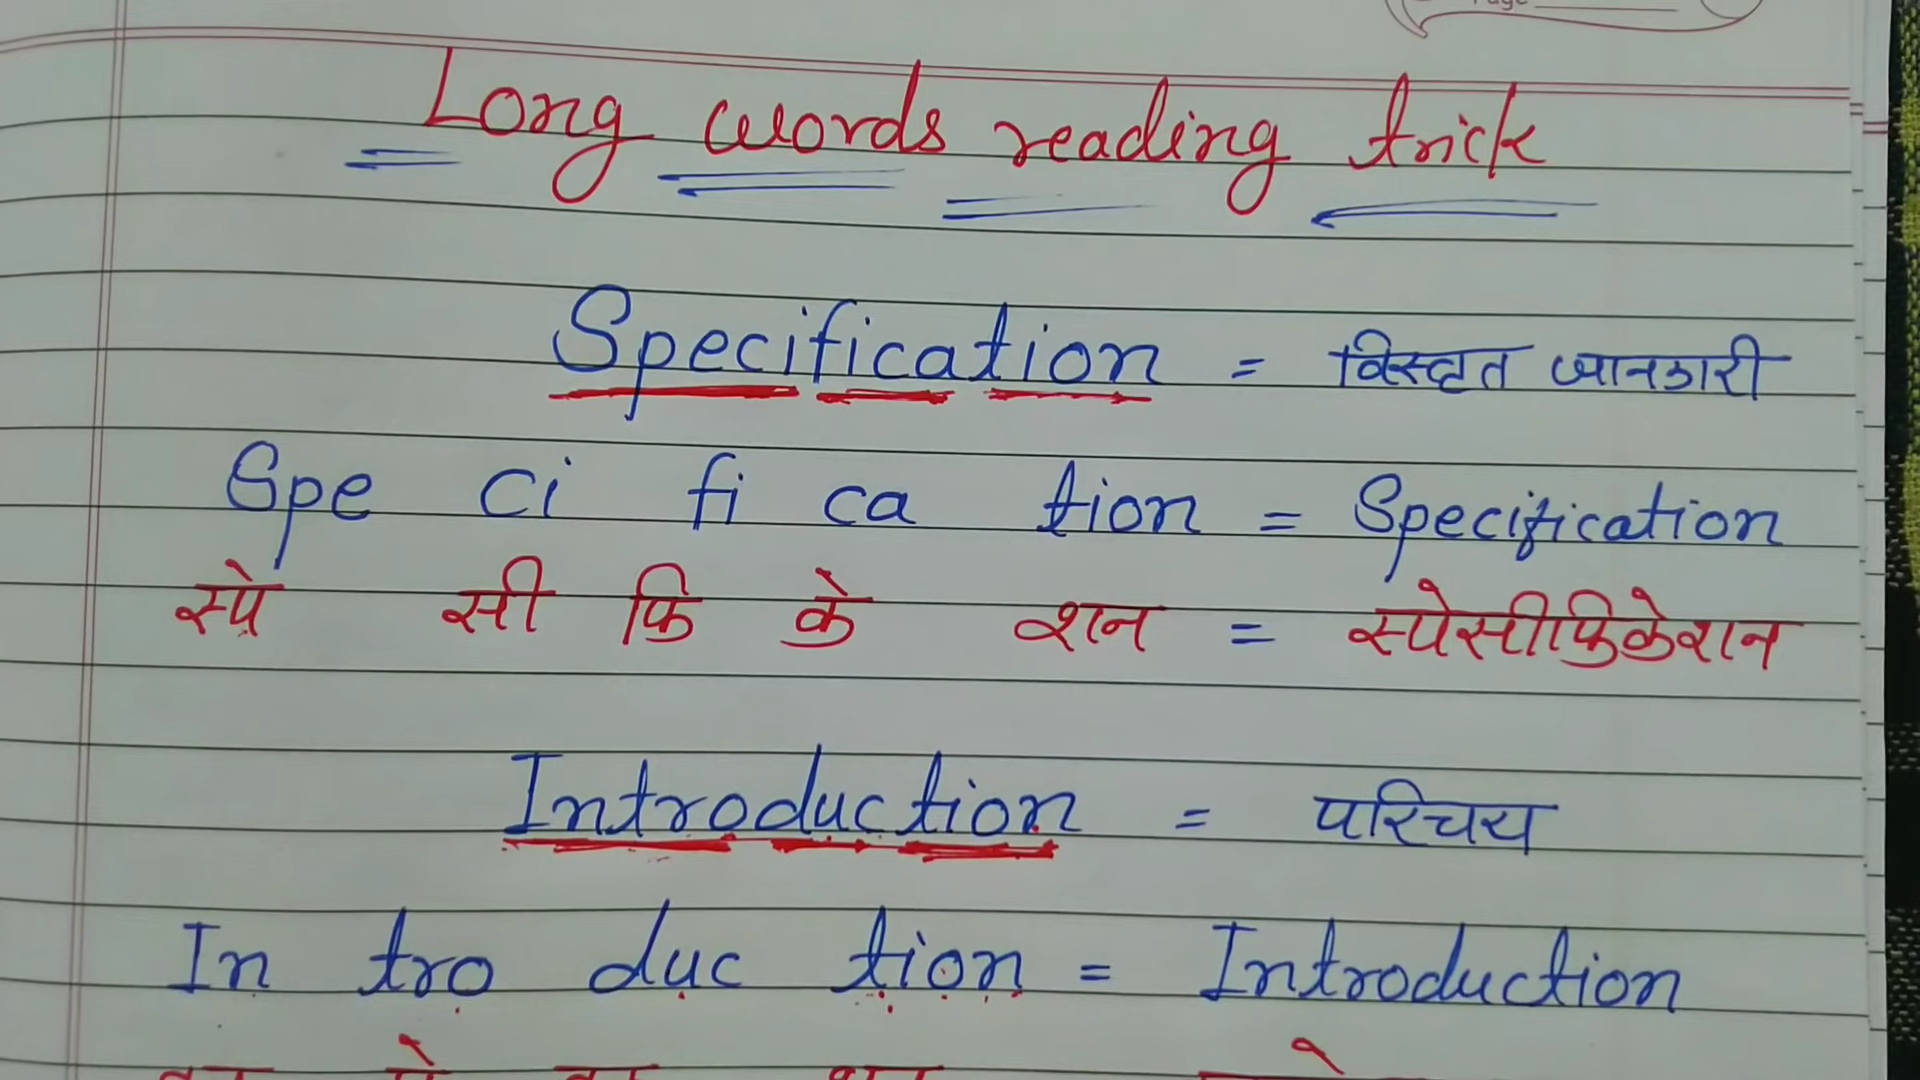 Long words reading trick
Specification = विस्तृत जानकारी
Spe ci fi ca tion = Specification
स्पे सी फि के शन = स्पेसीफिकेशन
Introduction = परिचय
In tro duc tion = Introduction